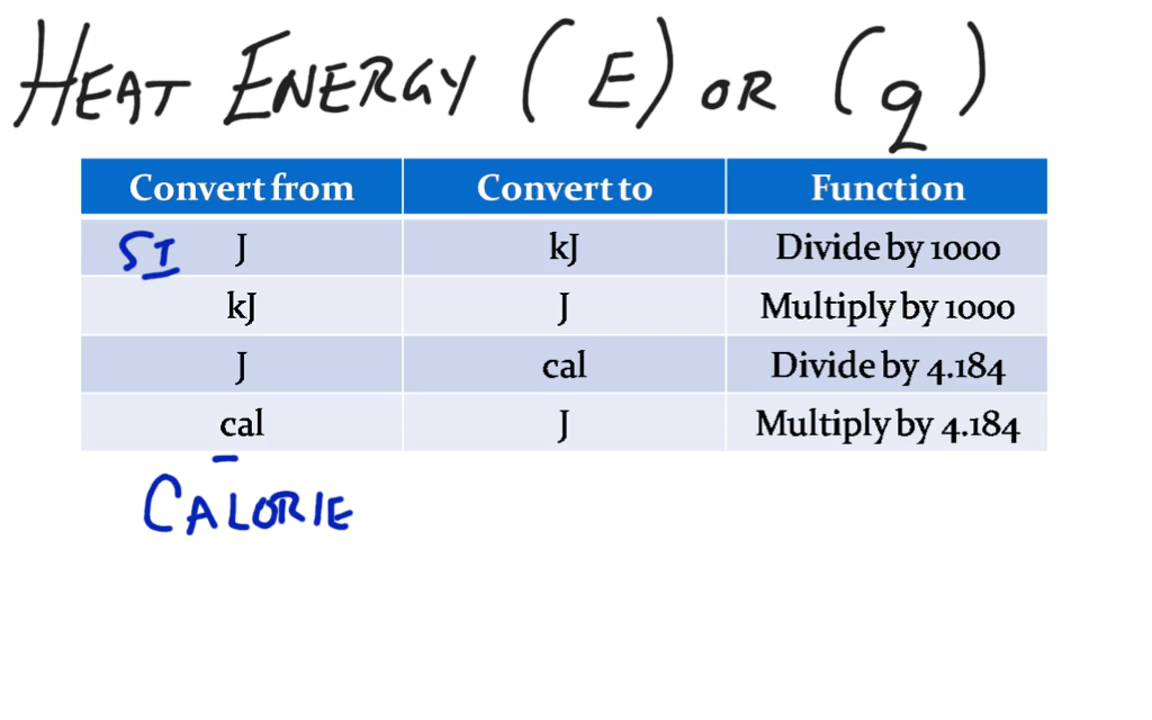 HEAT ENERGY (E) OR (q)
Convert from Convert to Function
SI J kJ Divide by 1000
kJ J Multiply by 1000
J cal Divide by 4.184
cal J Multiply by 4.184
CALORIE